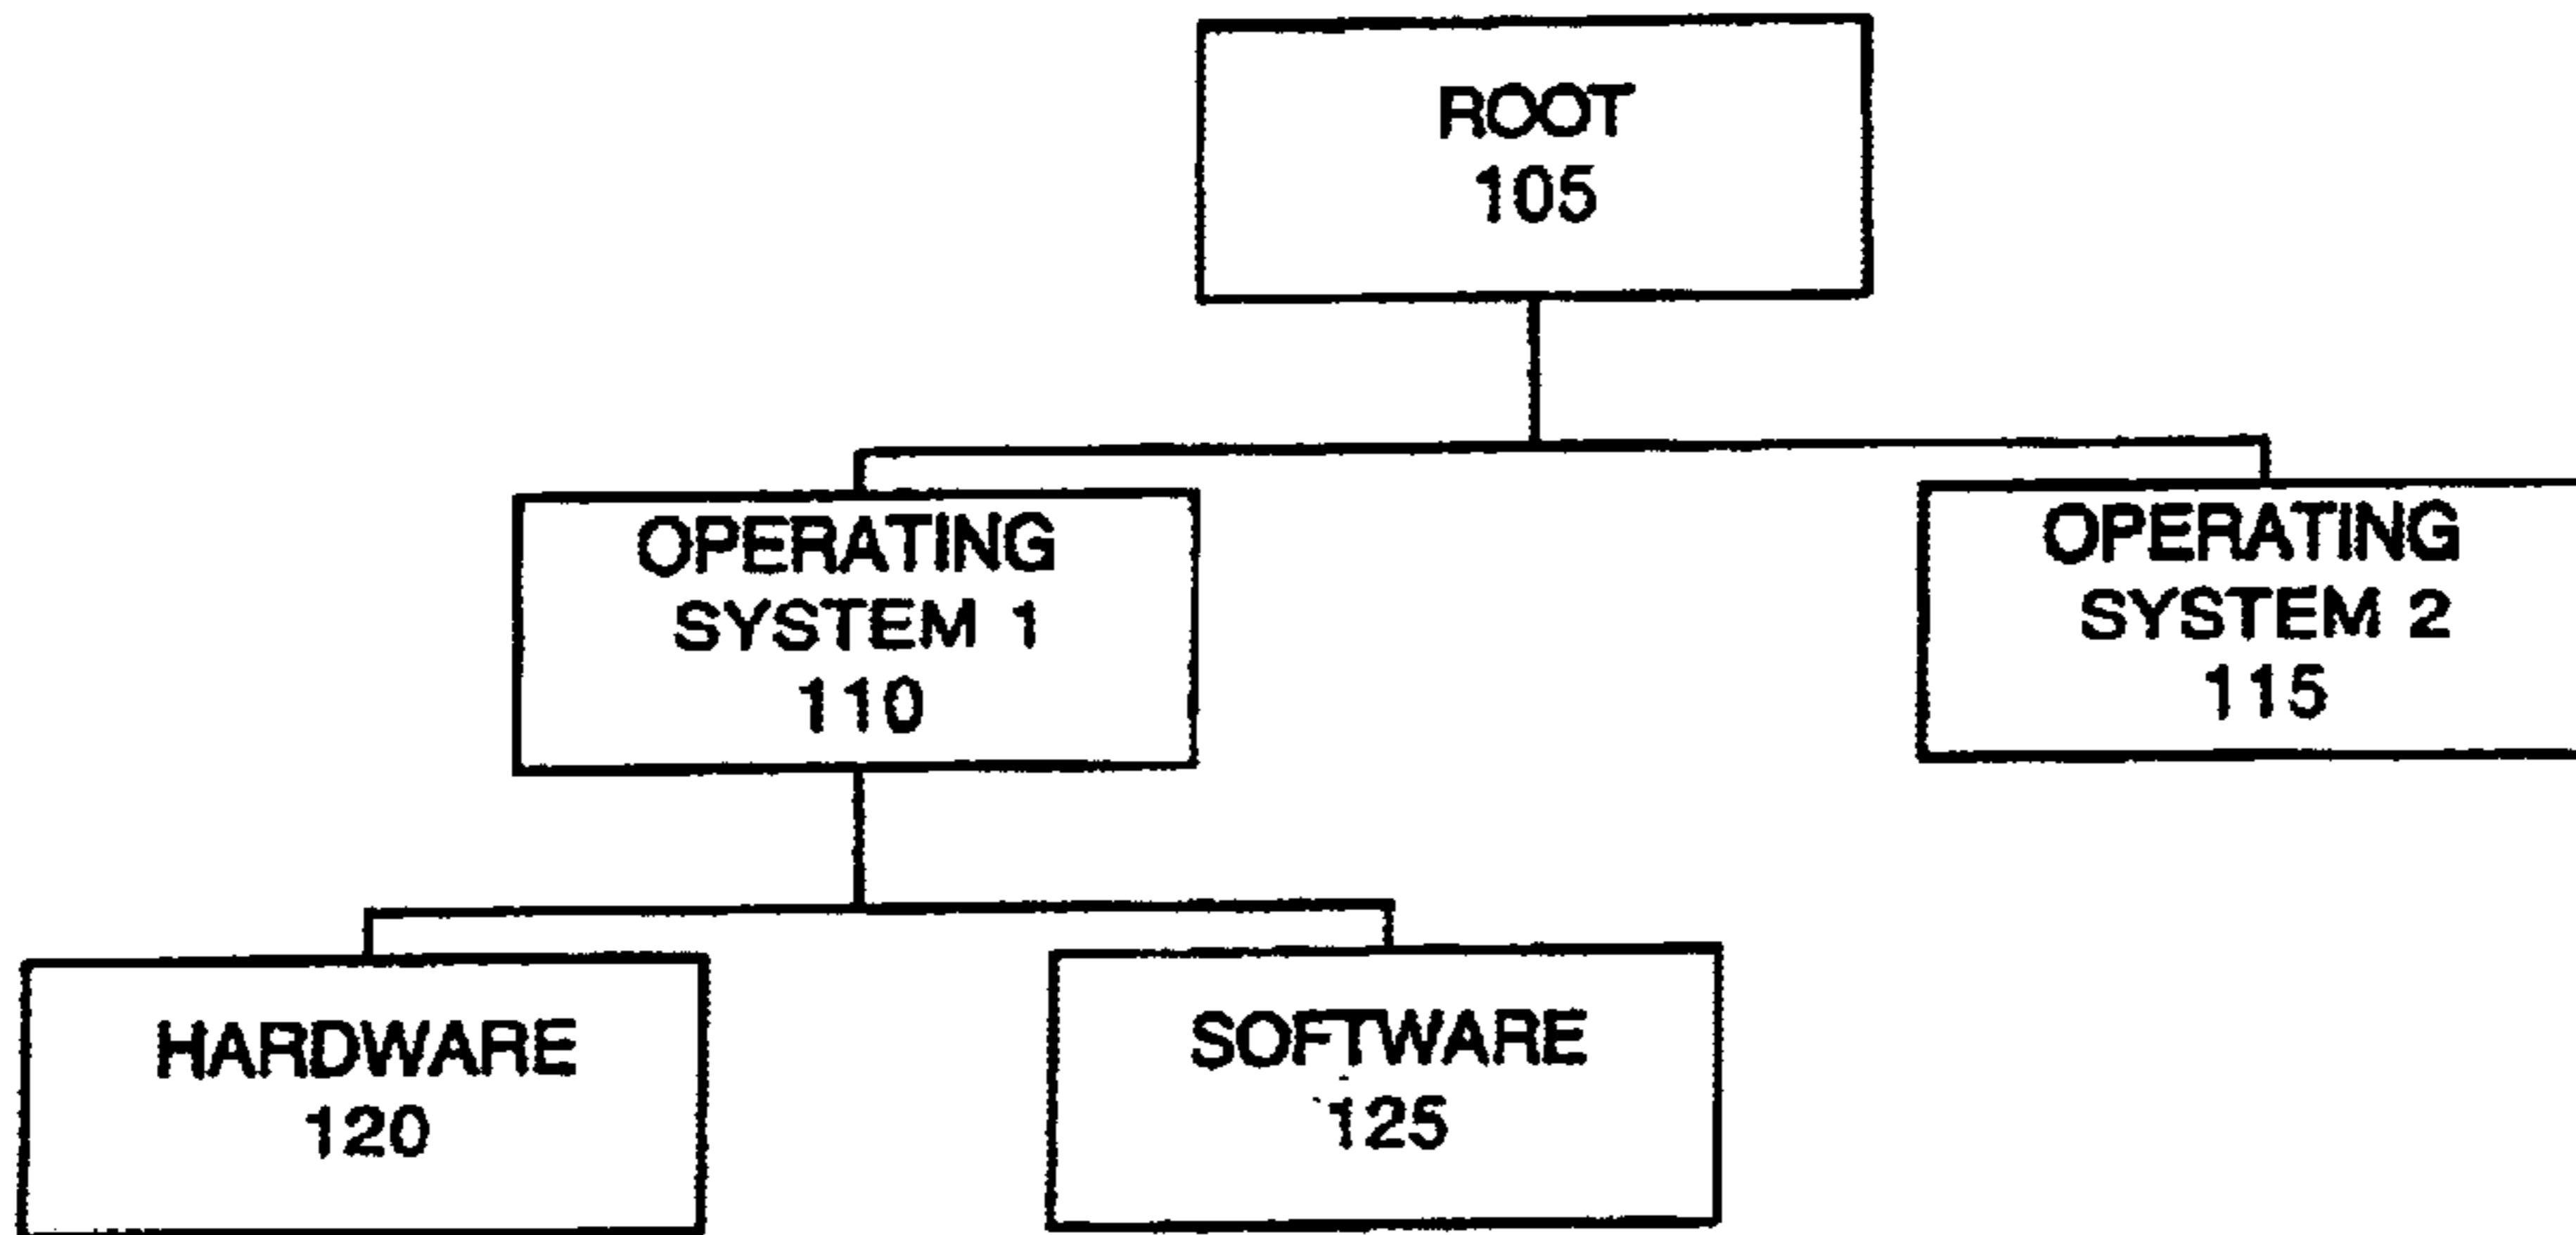 ROOT
105
OPERATING
SYSTEM 1
110
OPERATING
SYSTEM 2
115
HARDWARE
120
SOFTWARE
125